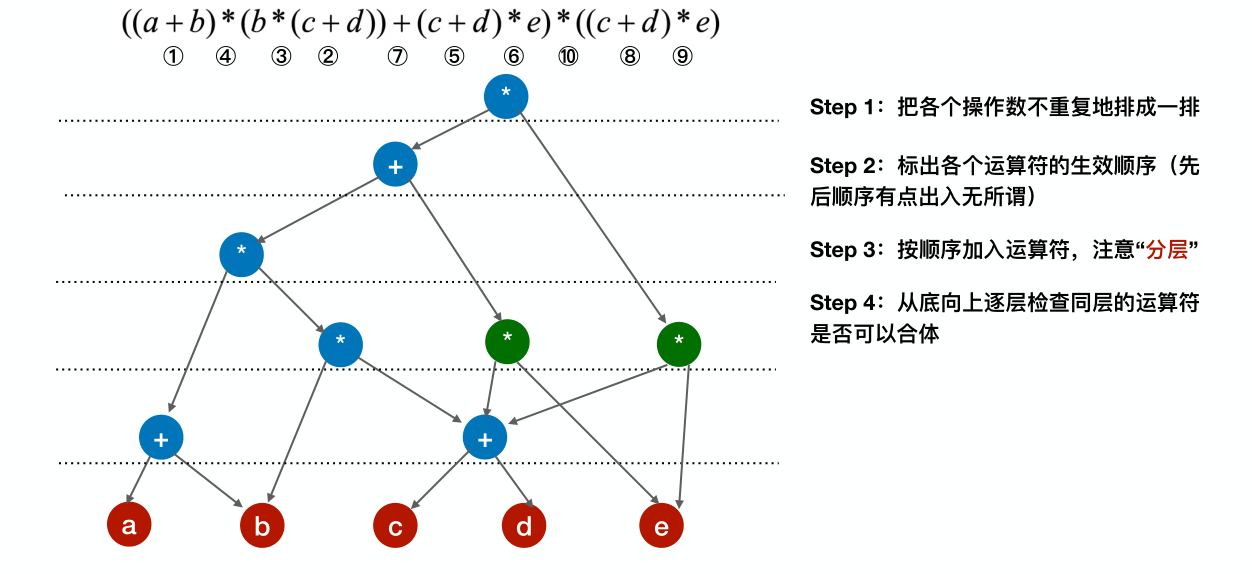 ((a + b) * (b * (c + d)) + (c + d) * e) * ((c + d) * e)
① ④ ③ ② ⑦ ⑤ ⑥ ⑩ ⑧ ⑨
*
+
*
* * *
+ +
a b c d e
Step 1：把各个操作数不重复地排成一排
Step 2：标出各个运算符的生效顺序（先
后顺序有点出入无所谓）
Step 3：按顺序加入运算符，注意“分层”
Step 4：从底向上逐层检查同层的运算符
是否可以合体